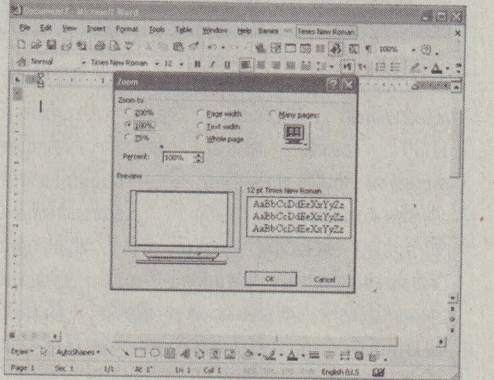 Document2 - Microsoft Word
File Edit View Insert Format Tools Table Window Help Times New Roman
100%
Normal Times New Roman 12 B I U
Zoom
Zoom to
200% Page width Many pages:
100% Text width
75% Whole page
Percent: 100%
Preview
12 pt Times New Roman
AaBbCcDdEeXxYyZz
AaBbCcDdEeXxYyZz
AaBbCcDdEeXxYyZz
OK Cancel
Draw AutoShapes
Page 1 Sec 1 1/1 At 1" Ln 1 Col 1 English (U.S